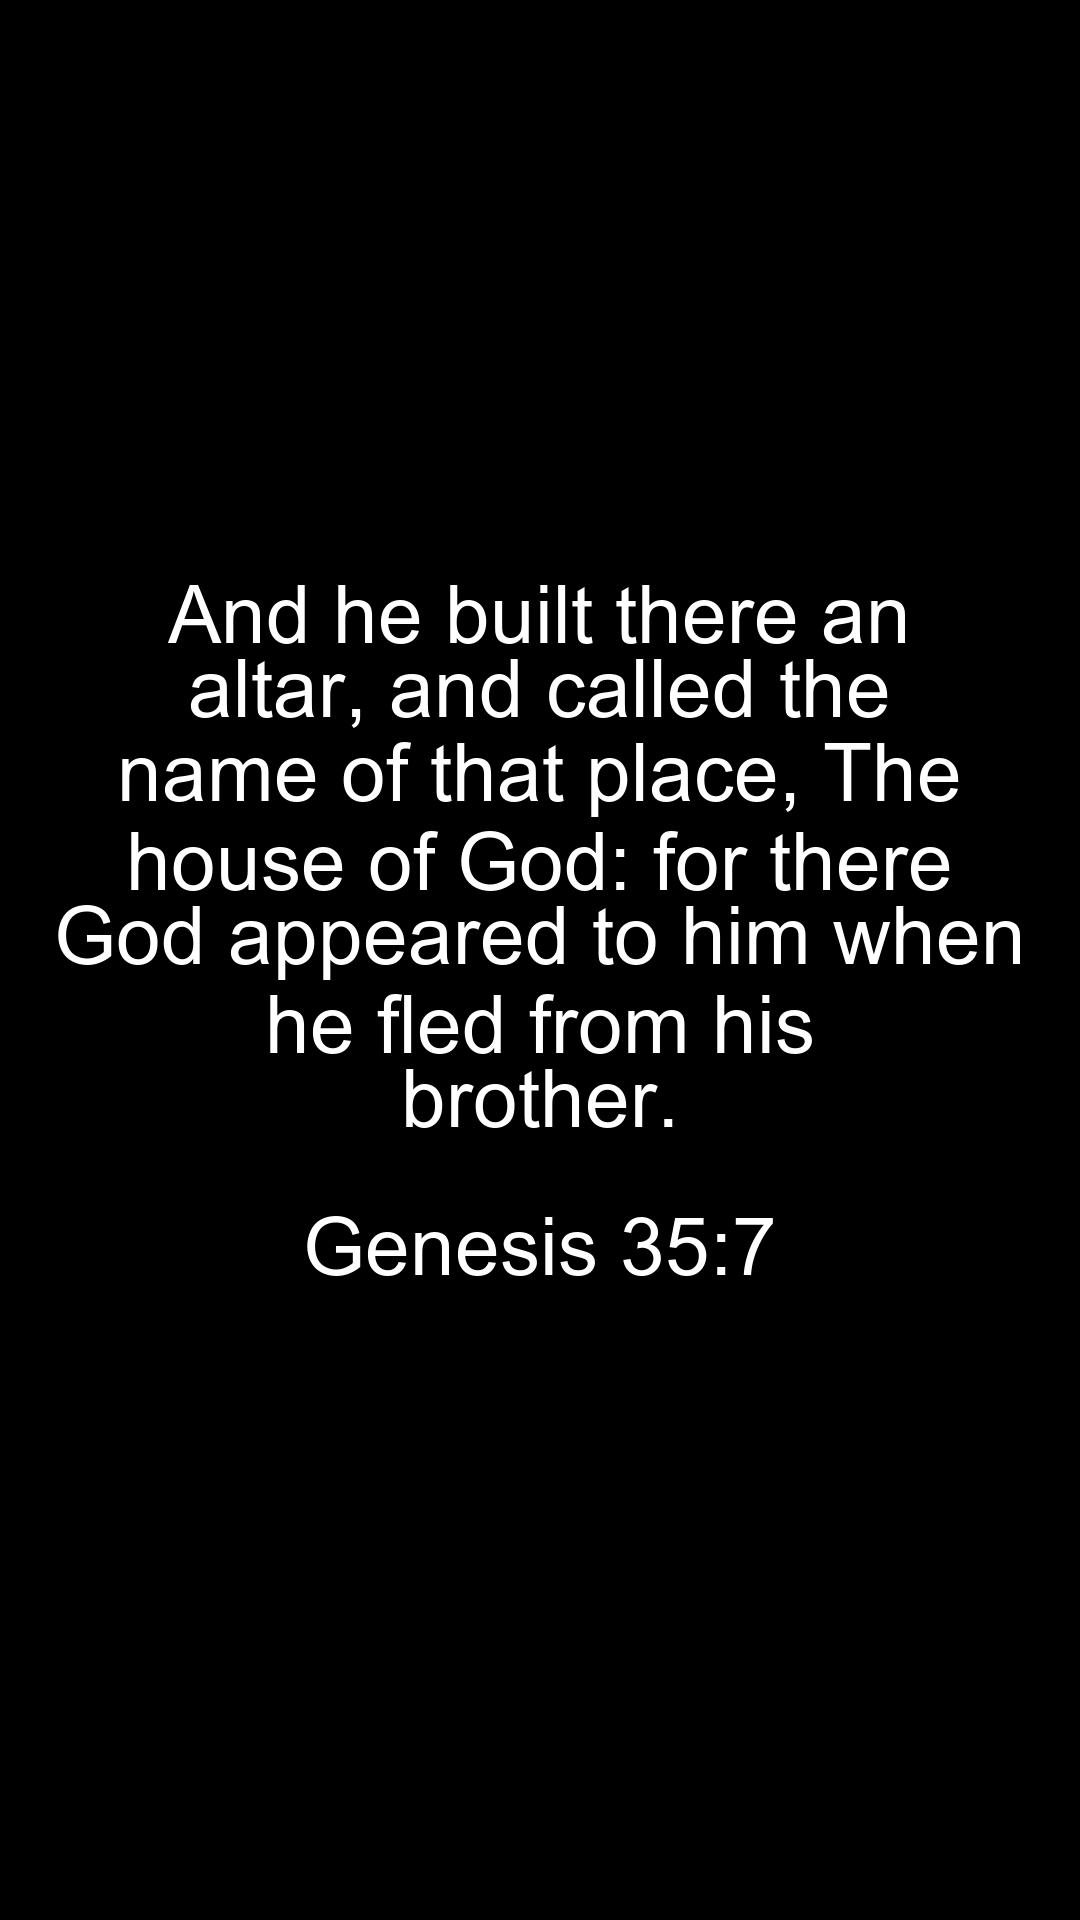 And he built there an
altar, and called the
name of that place, The
house of God: for there
God appeared to him when
he fled from his
brother.
Genesis 35:7